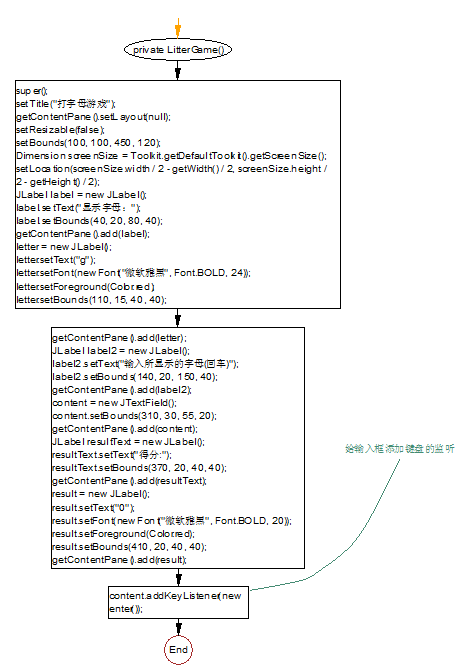 private LitterGame()
super();
setTitle("打字母游戏");
getContentPane().setLayout(null);
setResizable(false);
setBounds(100, 100, 450, 120);
Dimension screenSize = Toolkit.getDefaultToolkit().getScreenSize();
setLocation(screenSize.width / 2 - getWidth() / 2, screenSize.height /
2 - getHeight() / 2);
JLabel label = new JLabel();
label.setText("显示字母：");
label.setBounds(40, 20, 80, 40);
getContentPane().add(label);
letter = new JLabel();
letter.setText("g");
letter.setFont(new Font("微软雅黑", Font.BOLD, 24));
letter.setForeground(Color.red)
letter.setBounds(110, 15, 40, 40);
getContentPane().add(letter);
JLabel label2 = new JLabel();
label2.setText("输入所显示的字母(回车)");
label2.setBounds(140, 20, 150, 40);
getContentPane().add(label2);
content = new JTextField();
content.setBounds(310, 30, 55, 20);
getContentPane().add(content);
JLabel resultText = new JLabel();
resultText.setText("得分:");
resultText.setBounds(370, 20, 40, 40);
getContentPane().add(resultText);
result = new JLabel();
result.setText("0");
result.setFont(new Font("微软雅黑", Font.BOLD, 20));
result.setForeground(Color.red);
result.setBounds(410, 20, 40, 40);
getContentPane().add(result);
给输入框添加键盘的监听
content.addKeyListener(new
enter());
End